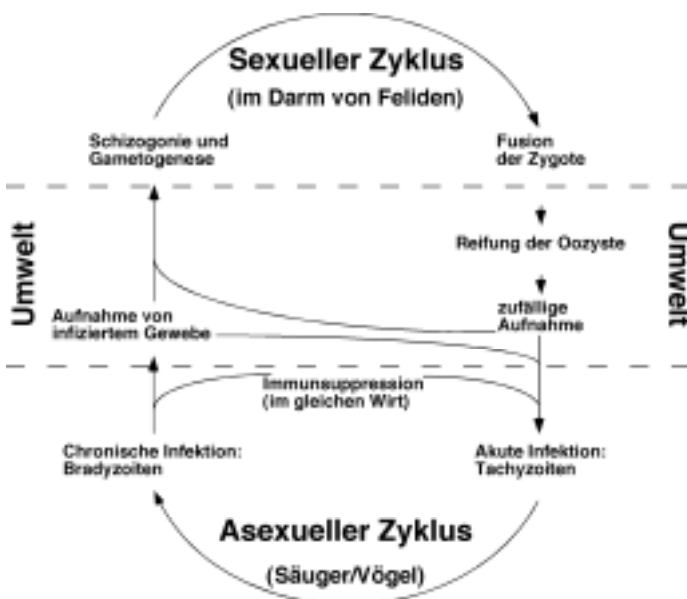 Sexueller Zyklus
(im Darm von Feliden)
Schizogonie und
Gametogenese
Fusion
der Zygote
Umwelt
Reifung der Oozyste
Umwelt
Aufnahme von
infiziertem Gewebe
zufällige
Aufnahme
Immunsuppression
(im gleichen Wirt)
Chronische Infektion:
Bradyzoiten
Akute Infektion:
Tachyzoiten
Asexueller Zyklus
(Säuger/Vögel)